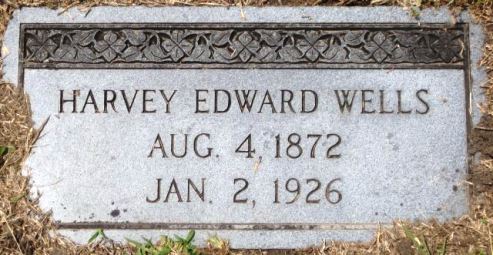 HARVEY EDWARD WELLS
AUG. 4, 1872
JAN. 2, 1926